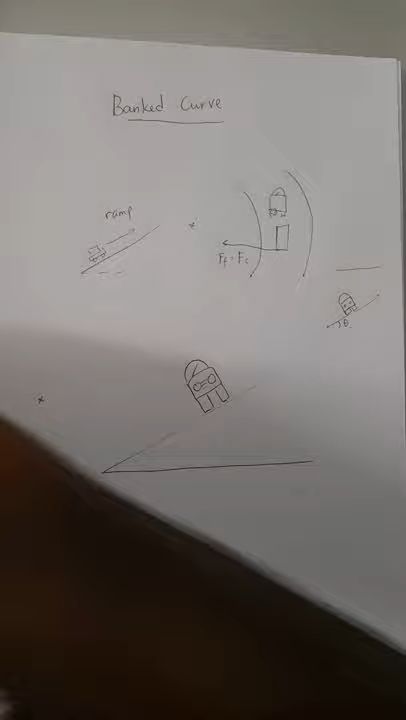 Banked Curve
ramp
Ff = Fc
θ